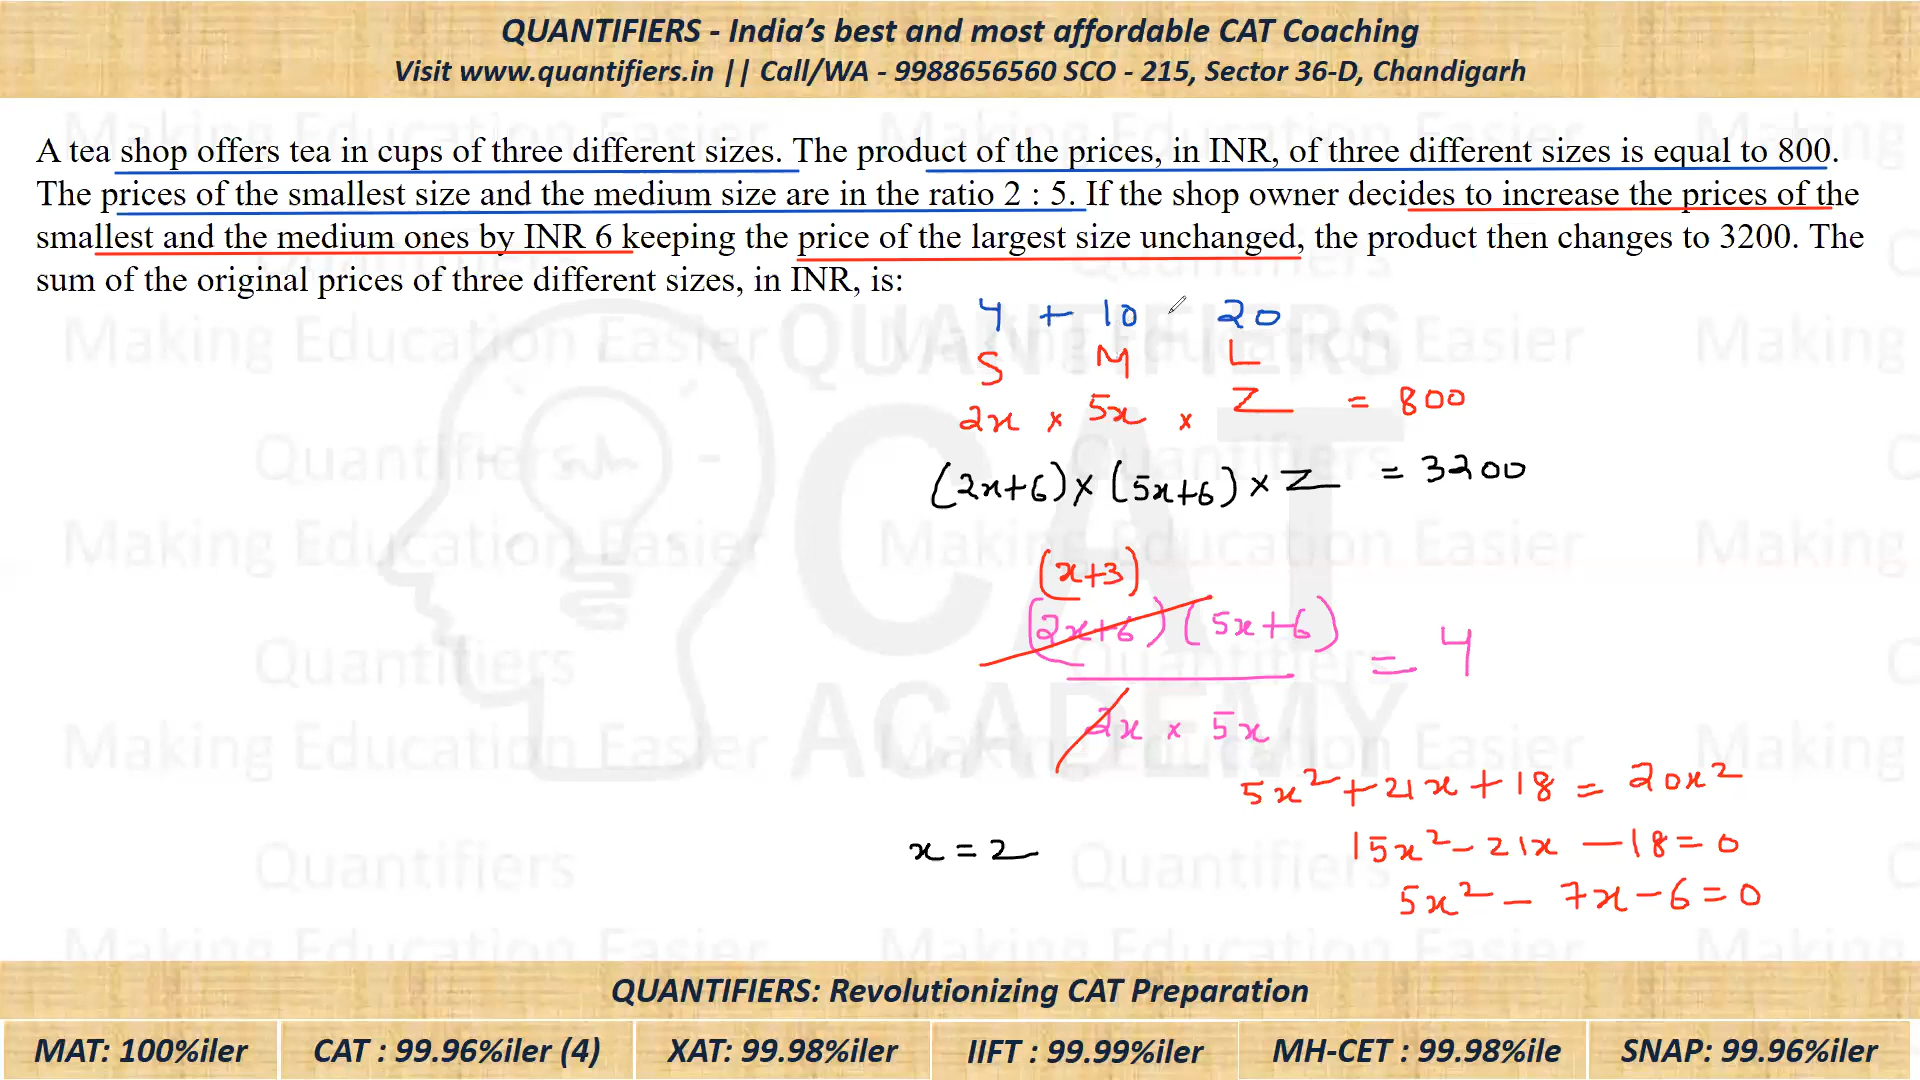 QUANTIFIERS - India's best and most affordable CAT Coaching
Visit www.quantifiers.in || Call/WA - 9988656560 SCO - 215, Sector 36-D, Chandigarh
A tea shop offers tea in cups of three different sizes. The product of the prices, in INR, of three different sizes is equal to 800.
The prices of the smallest size and the medium size are in the ratio 2 : 5. If the shop owner decides to increase the prices of the
smallest and the medium ones by INR 6 keeping the price of the largest size unchanged, the product then changes to 3200. The
sum of the original prices of three different sizes, in INR, is:
4 + 10 20
S M L
2x × 5x × Z = 800
(2x+6) × (5x+6) × Z = 3200
(x+3)
(2x+6) (5x+6) = 4
2x × 5x
5x² + 21x + 18 = 20x²
x = 2
15x² - 21x - 18 = 0
5x² - 7x - 6 = 0
QUANTIFIERS
CAT
ACADEMY
Making Education Easier
Quantifiers
QUANTIFIERS: Revolutionizing CAT Preparation
MAT: 100%iler
CAT : 99.96%iler (4)
XAT: 99.98%iler
IIFT : 99.99%iler
MH-CET : 99.98%ile
SNAP: 99.96%iler